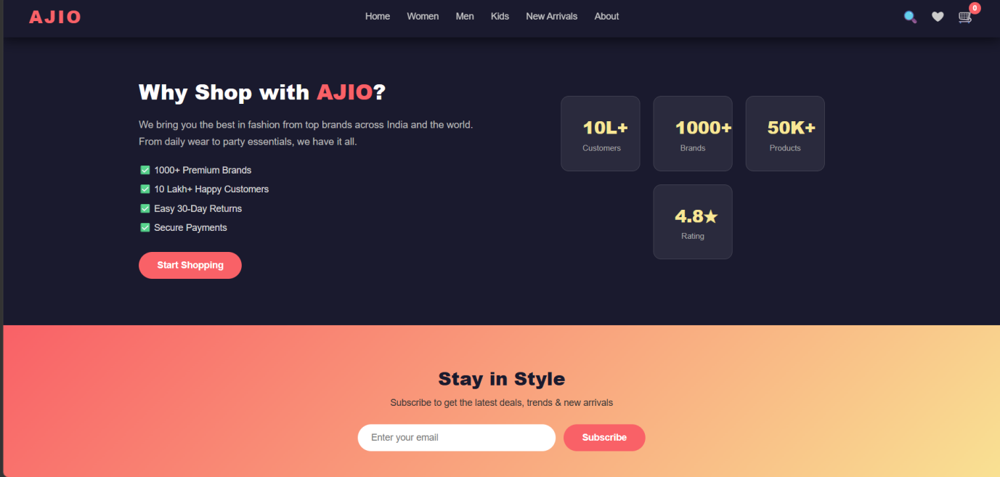 AJIO
Home Women Men Kids New Arrivals About
0
Why Shop with AJIO?
We bring you the best in fashion from top brands across India and the world.
From daily wear to party essentials, we have it all.
✅ 1000+ Premium Brands
✅ 10 Lakh+ Happy Customers
✅ Easy 30-Day Returns
✅ Secure Payments
Start Shopping
10L+
Customers
1000+
Brands
50K+
Products
4.8★
Rating
Stay in Style
Subscribe to get the latest deals, trends & new arrivals
Enter your email
Subscribe